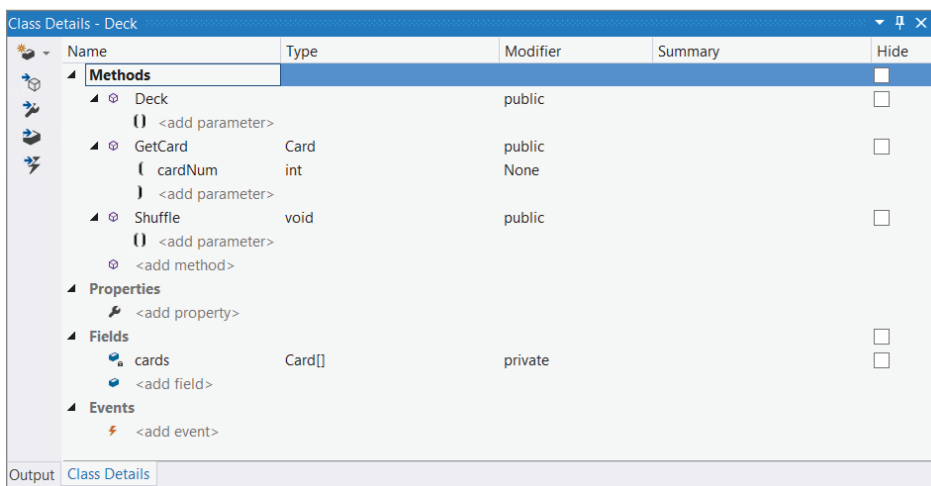 Class Details - Deck
Name Type Modifier Summary Hide
Methods
Deck public
() <add parameter>
GetCard Card public
( cardNum int None
) <add parameter>
Shuffle void public
() <add parameter>
<add method>
Properties
<add property>
Fields
cards Card[] private
<add field>
Events
<add event>
Output Class Details